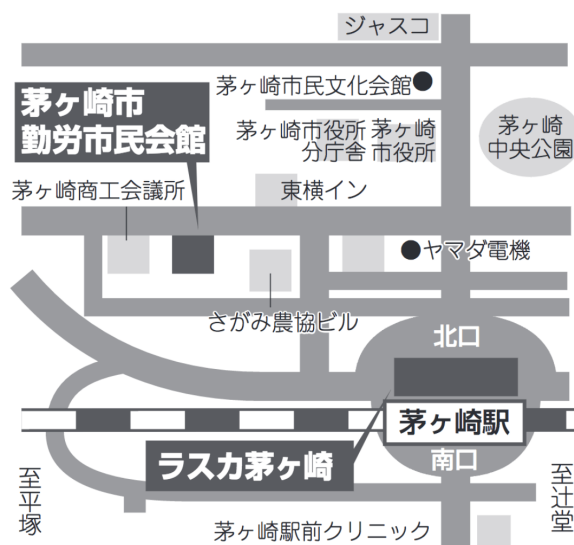 ジャスコ
茅ヶ崎市民文化会館
茅ヶ崎市
勤労市民会館
茅ヶ崎市役所
分庁舎
茅ヶ崎
市役所
茅ヶ崎
中央公園
茅ヶ崎商工会議所
東横イン
ヤマダ電機
さがみ農協ビル
北口
茅ヶ崎駅
ラスカ茅ヶ崎
南口
至平塚
至辻堂
茅ヶ崎駅前クリニック